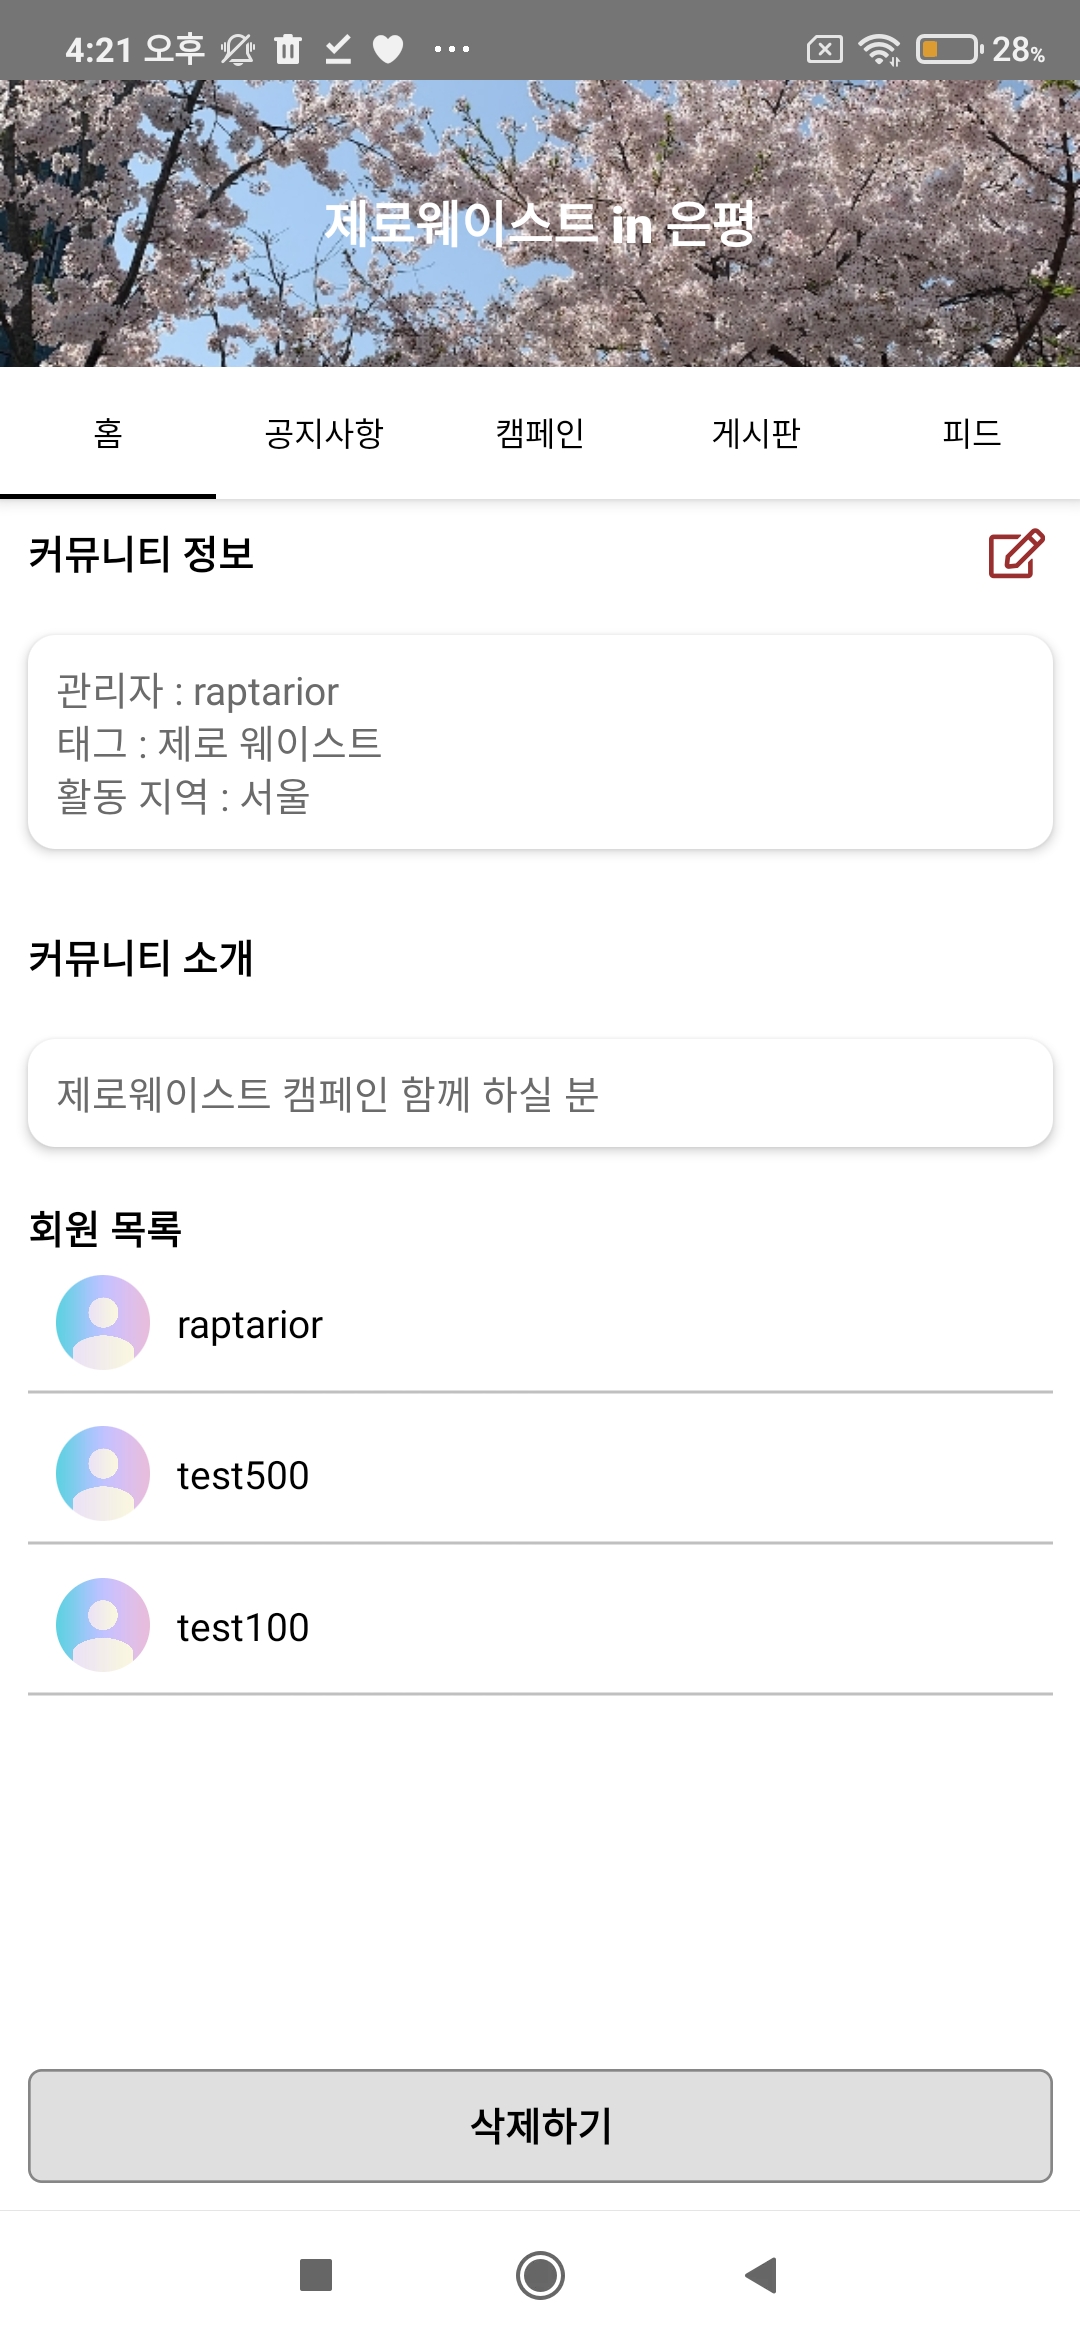 4:21 오후
28%
제로웨이스트 in 은평
홈 공지사항 캠페인 게시판 피드
커뮤니티 정보
관리자 : raptarior
태그 : 제로 웨이스트
활동 지역 : 서울
커뮤니티 소개
제로웨이스트 캠페인 함께 하실 분
회원 목록
raptarior
test500
test100
삭제하기